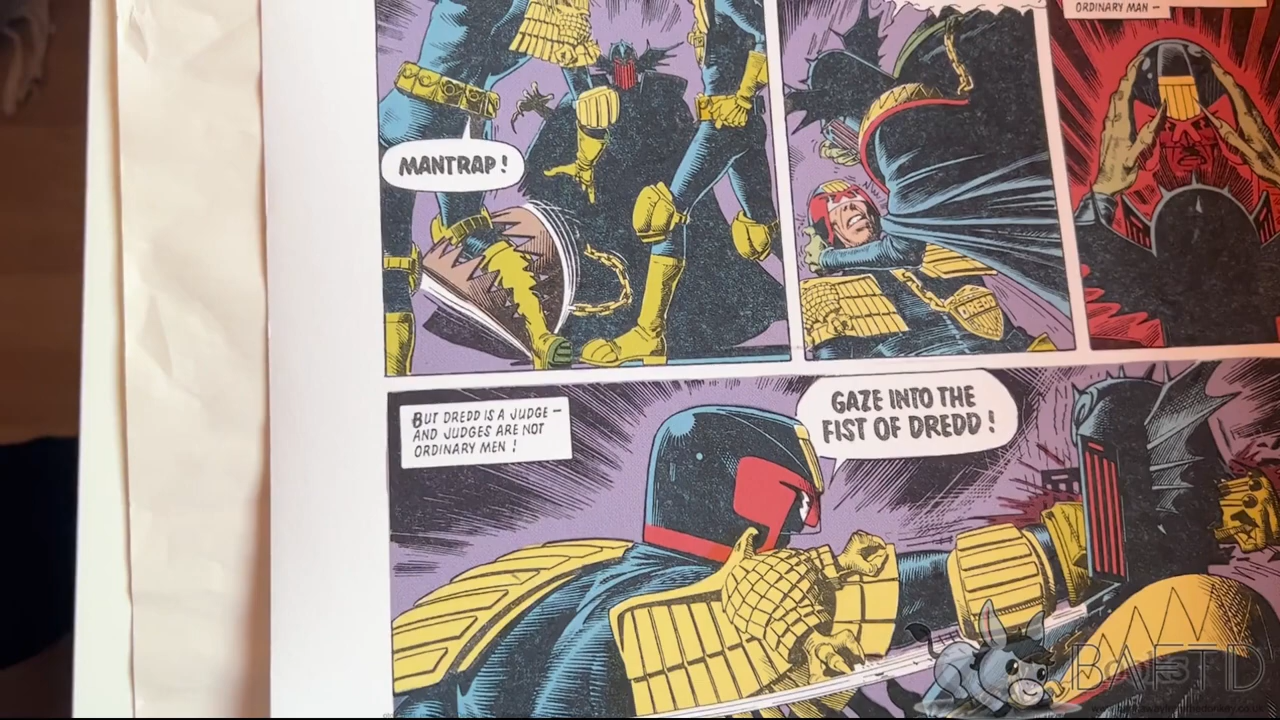 ORDINARY MAN —
MANTRAP!
DREDD
BUT DREDD IS A JUDGE —
AND JUDGES ARE NOT
ORDINARY MEN!
GAZE INTO THE
FIST OF DREDD!